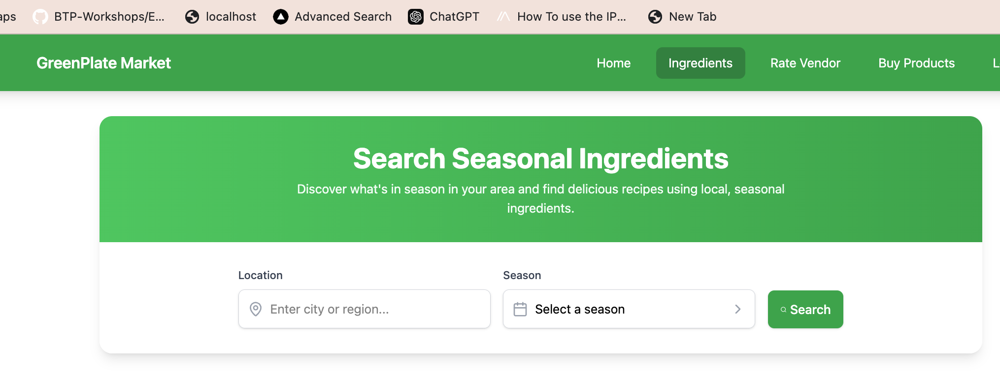 aps BTP-Workshops/E... localhost Advanced Search ChatGPT How To use the IP... New Tab
GreenPlate Market Home Ingredients Rate Vendor Buy Products L
Search Seasonal Ingredients
Discover what's in season in your area and find delicious recipes using local, seasonal
ingredients.
Location Season
Enter city or region... Select a season Search